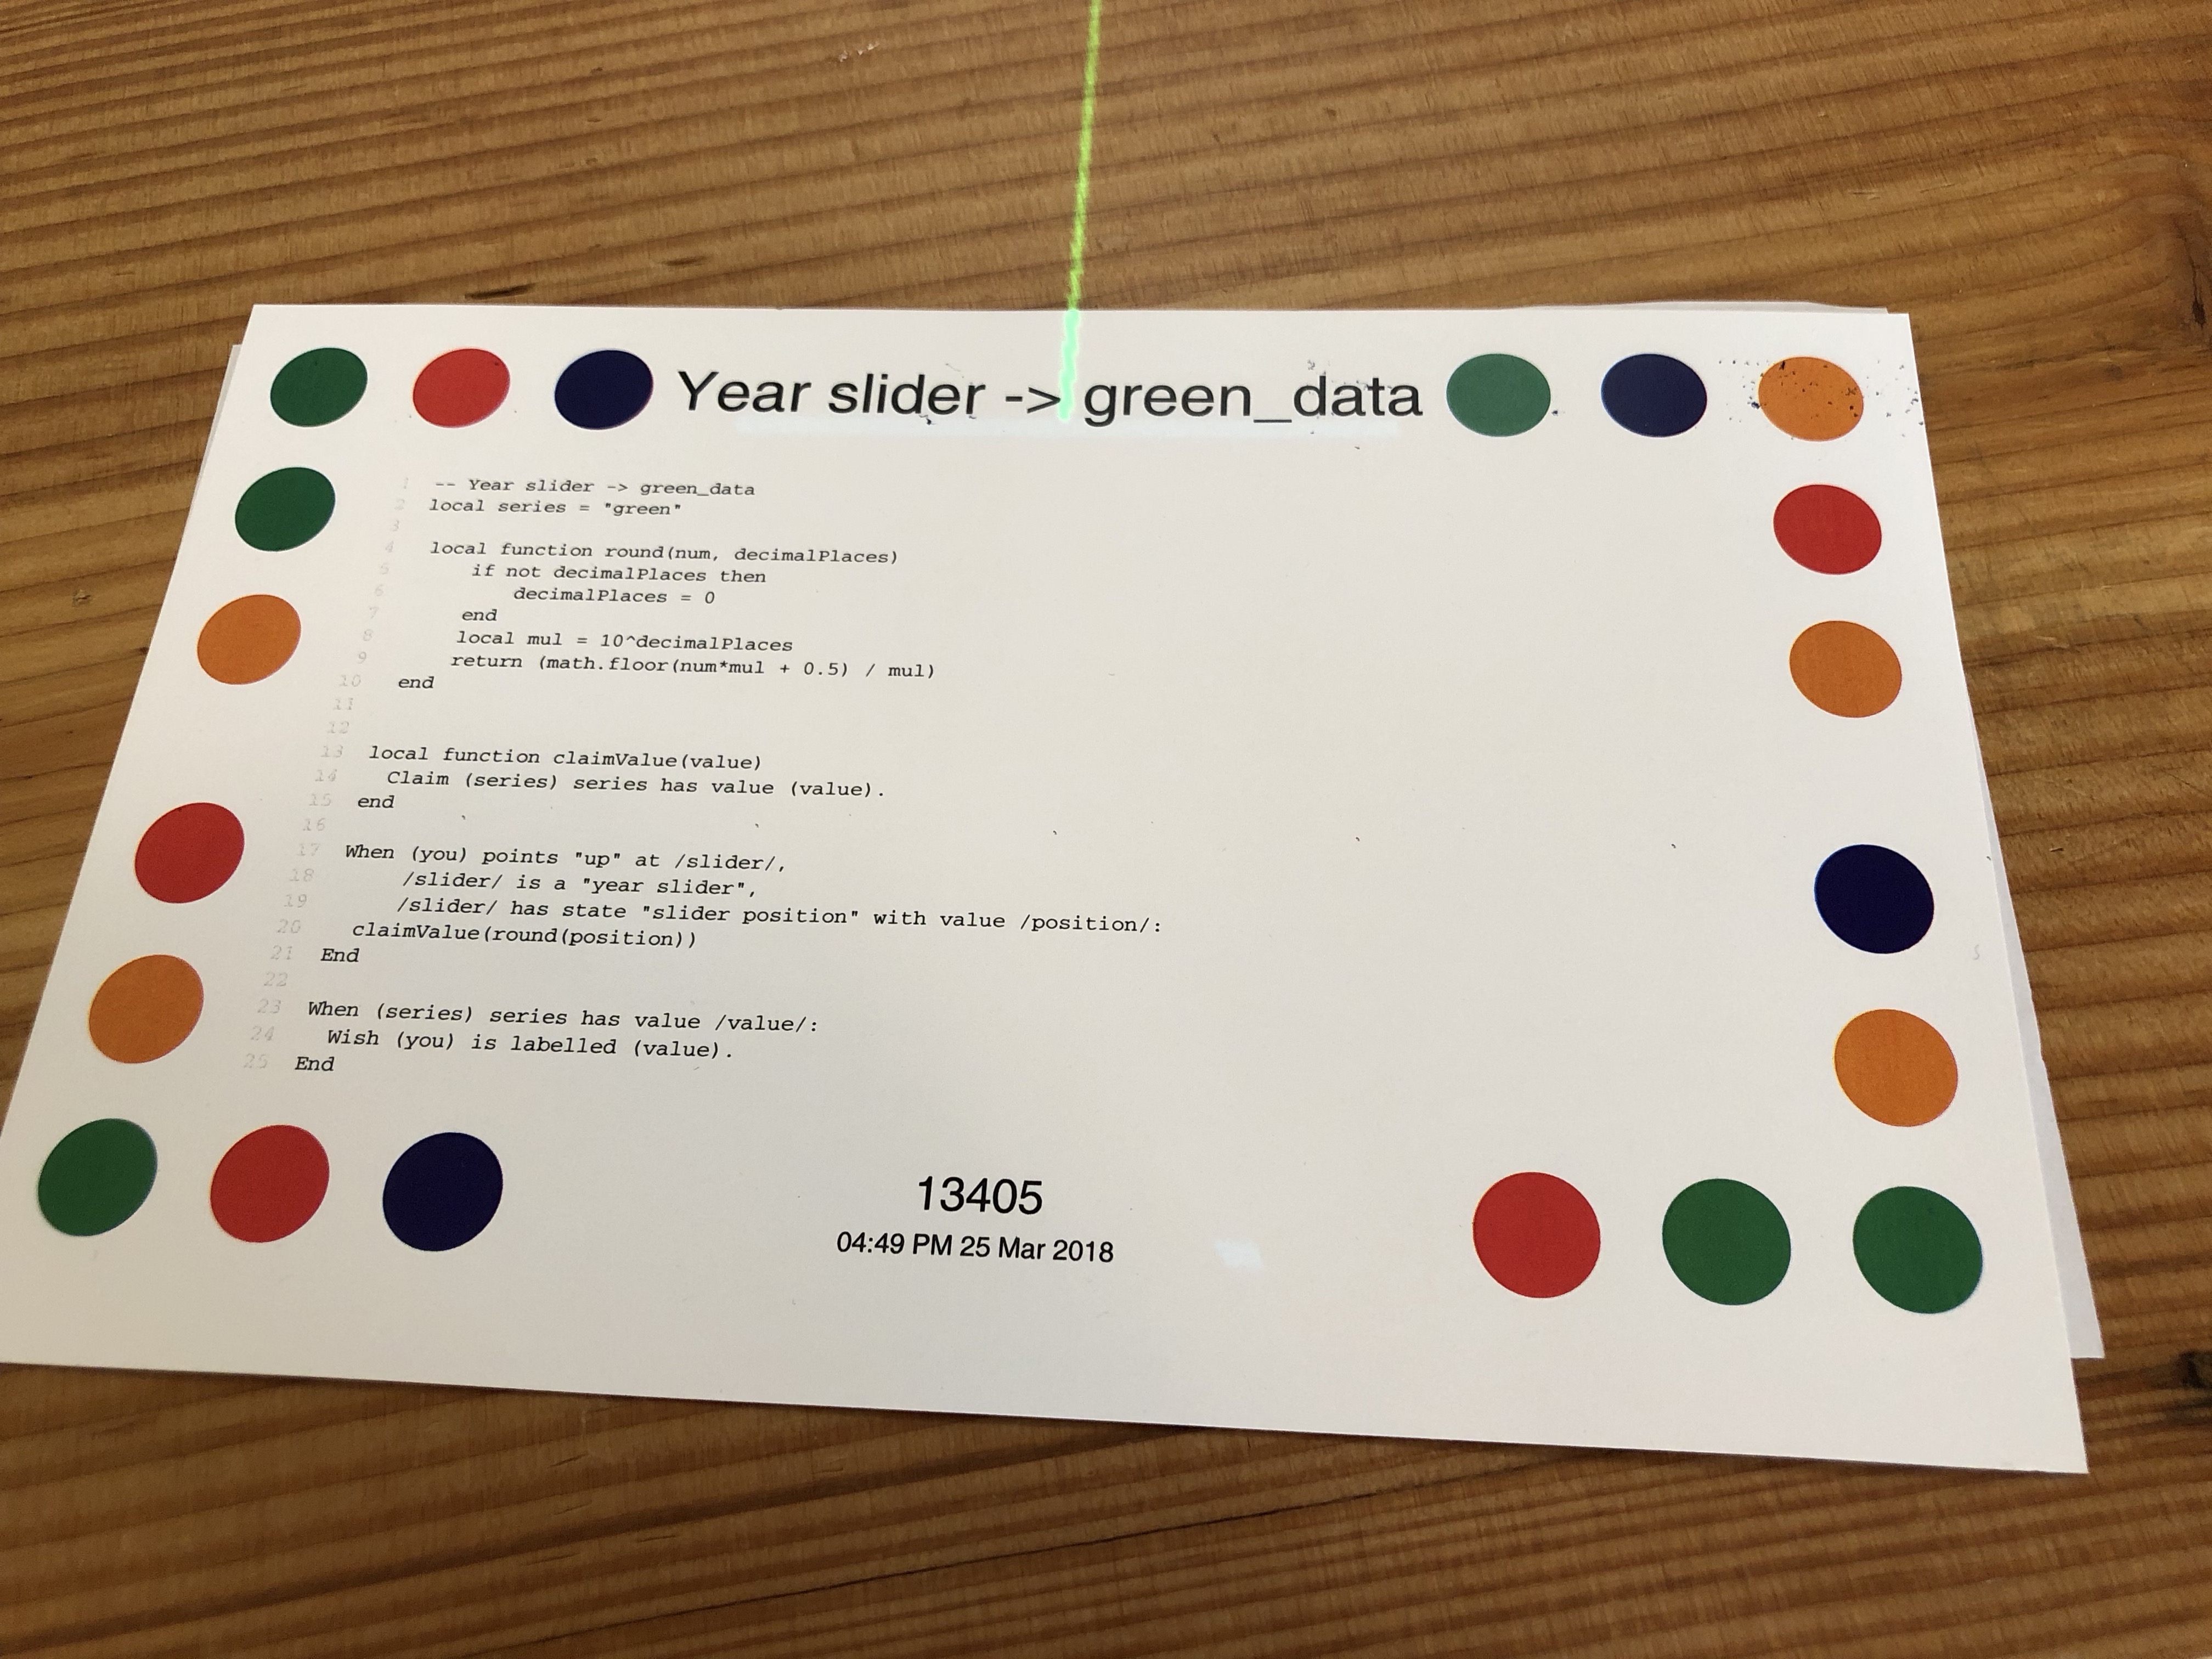 Year slider -> green_data
1 -- Year slider -> green_data
2 local series = "green"
3
4 local function round(num, decimalPlaces)
5     if not decimalPlaces then
6         decimalPlaces = 0
7     end
8     local mul = 10^decimalPlaces
9     return (math.floor(num*mul + 0.5) / mul)
10 end
11
12
13 local function claimValue(value)
14   Claim (series) series has value (value).
15 end
16
17 When (you) points "up" at /slider/,
18     /slider/ is a "year slider",
19     /slider/ has state "slider position" with value /position/:
20   claimValue(round(position))
21 End
22
23 When (series) series has value /value/:
24   Wish (you) is labelled (value).
25 End
13405
04:49 PM 25 Mar 2018